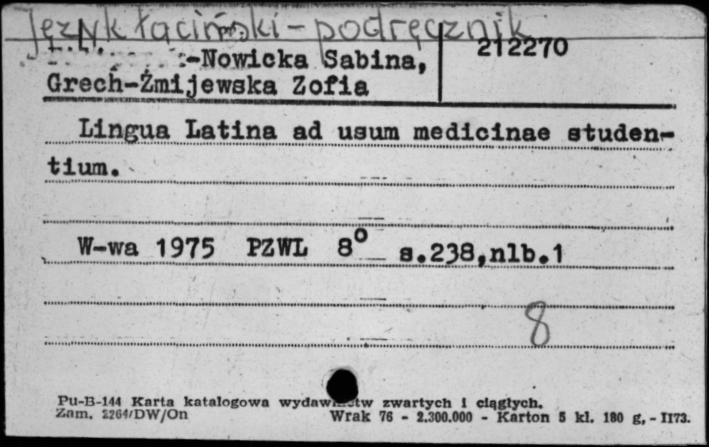 Język łaciński - podręcznik
-Nowicka Sabina, 212270
Grech-Żmijewska Zofia
Lingua Latina ad usum medicinae studen-
tium.
W-wa 1975 PZWL 8° s.238,nlb.1
8
Pu-B-144 Karta katalogowa wydawnictw zwartych i ciągłych.
Zam. 2264/DW/On Wrak 76 - 2.300.000 - Karton 5 kl. 180 g. - II73.